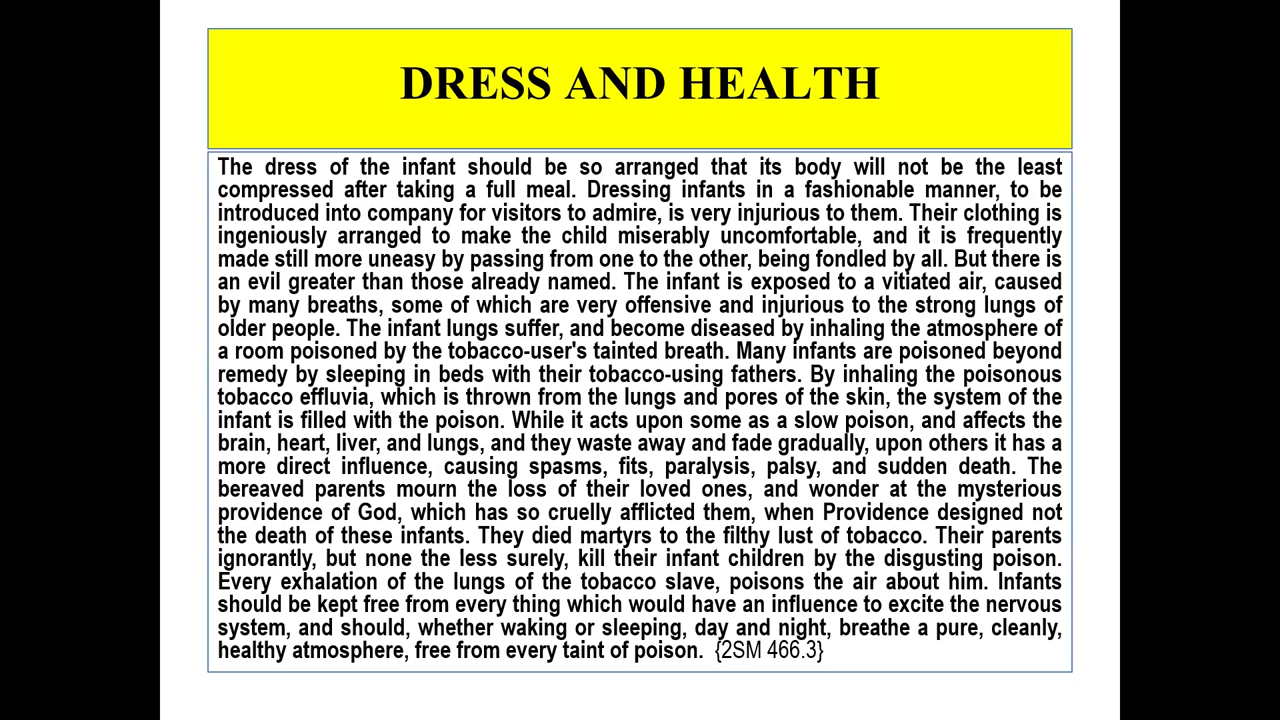 DRESS AND HEALTH
The dress of the infant should be so arranged that its body will not be the least
compressed after taking a full meal. Dressing infants in a fashionable manner, to be
introduced into company for visitors to admire, is very injurious to them. Their clothing is
ingeniously arranged to make the child miserably uncomfortable, and it is frequently
made still more uneasy by passing from one to the other, being fondled by all. But there is
an evil greater than those already named. The infant is exposed to a vitiated air, caused
by many breaths, some of which are very offensive and injurious to the strong lungs of
older people. The infant lungs suffer, and become diseased by inhaling the atmosphere of
a room poisoned by the tobacco-user's tainted breath. Many infants are poisoned beyond
remedy by sleeping in beds with their tobacco-using fathers. By inhaling the poisonous
tobacco effluvia, which is thrown from the lungs and pores of the skin, the system of the
infant is filled with the poison. While it acts upon some as a slow poison, and affects the
brain, heart, liver, and lungs, and they waste away and fade gradually, upon others it has a
more direct influence, causing spasms, fits, paralysis, palsy, and sudden death. The
bereaved parents mourn the loss of their loved ones, and wonder at the mysterious
providence of God, which has so cruelly afflicted them, when Providence designed not
the death of these infants. They died martyrs to the filthy lust of tobacco. Their parents
ignorantly, but none the less surely, kill their infant children by the disgusting poison.
Every exhalation of the lungs of the tobacco slave, poisons the air about him. Infants
should be kept free from every thing which would have an influence to excite the nervous
system, and should, whether waking or sleeping, day and night, breathe a pure, cleanly,
healthy atmosphere, free from every taint of poison. {2SM 466.3}